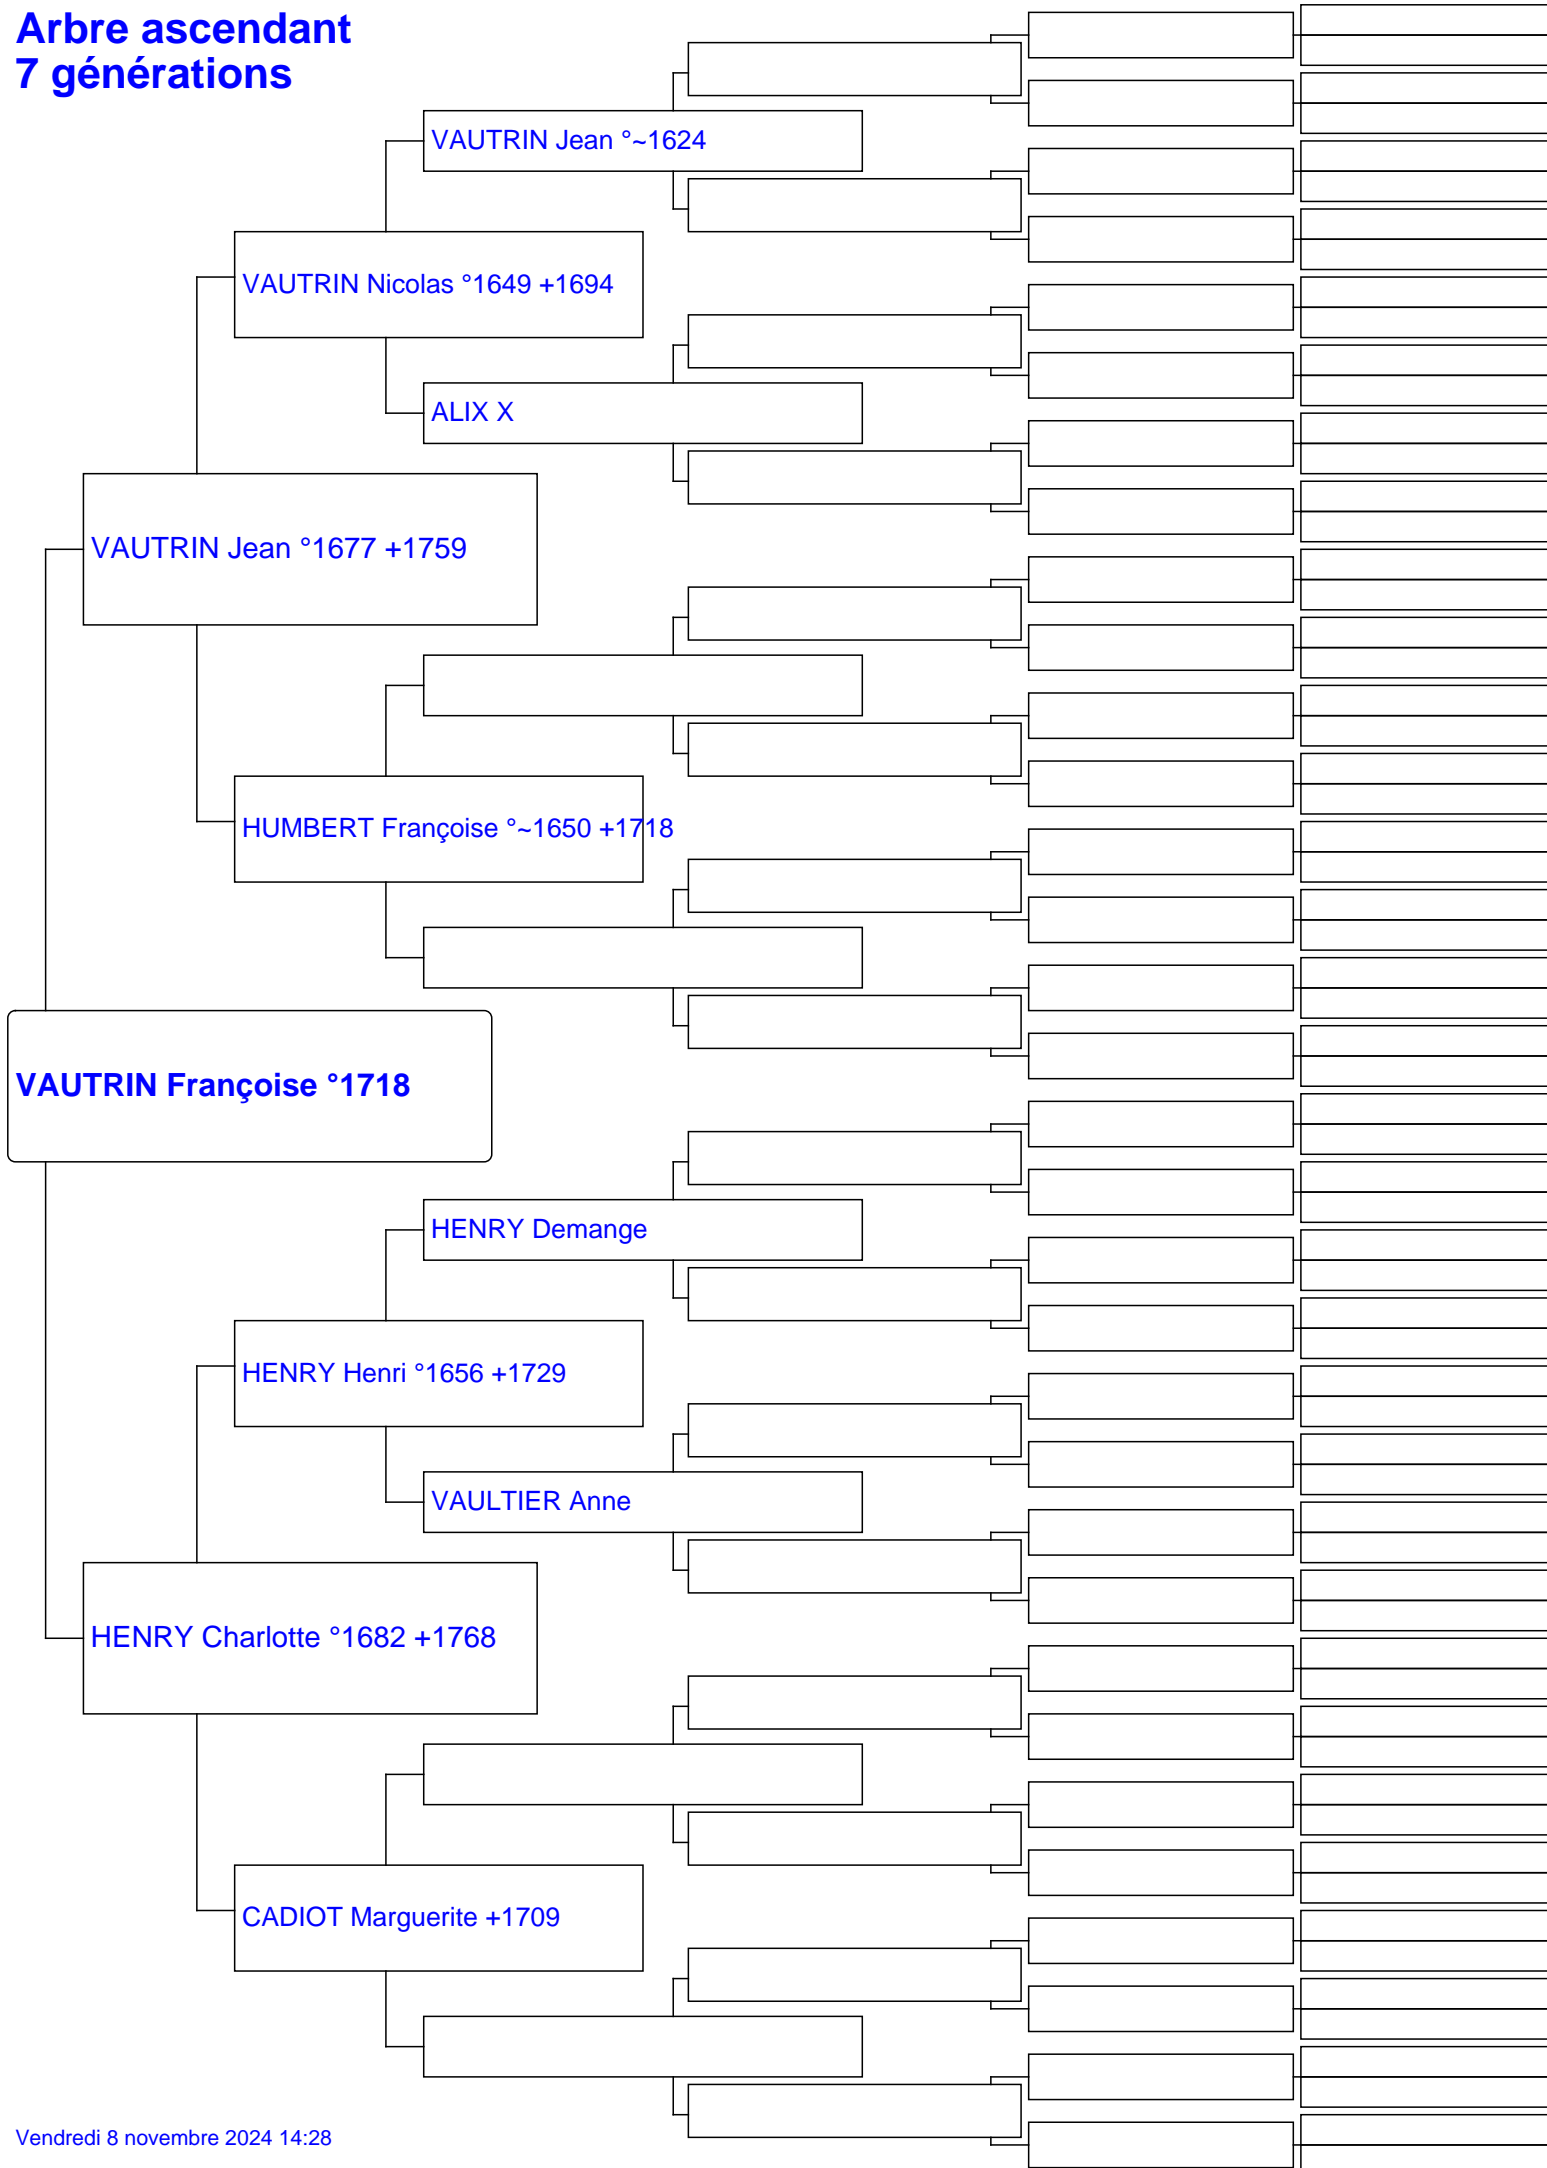 Arbre ascendant
7 générations
VAUTRIN Jean °~1624
VAUTRIN Nicolas °1649 +1694
ALIX X
VAUTRIN Jean °1677 +1759
HUMBERT Françoise °~1650 +1718
VAUTRIN Françoise °1718
HENRY Demange
HENRY Henri °1656 +1729
VAULTIER Anne
HENRY Charlotte °1682 +1768
CADIOT Marguerite +1709
Vendredi 8 novembre 2024 14:28